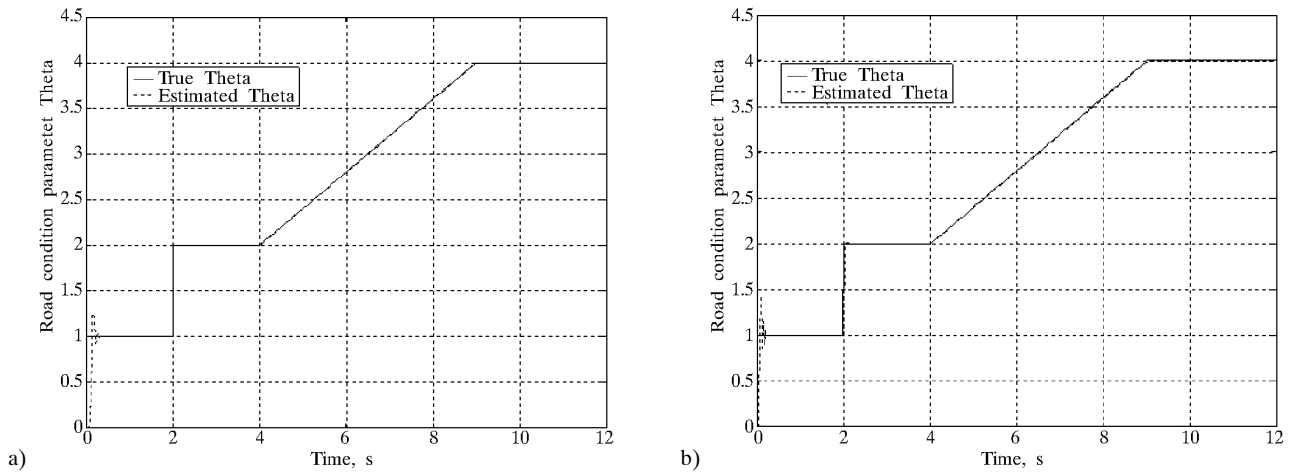 4.5
4
3.5
3
2.5
2
1.5
1
0.5
0
Road condition parametet Theta
True Theta
Estimated Theta
0 2 4 6 8 10 12
Time, s
a)
4.5
4
3.5
3
2.5
2
1.5
1
0.5
0
Road condition parametet Theta
True Theta
Estimated Theta
0 2 4 6 8 10 12
Time, s
b)